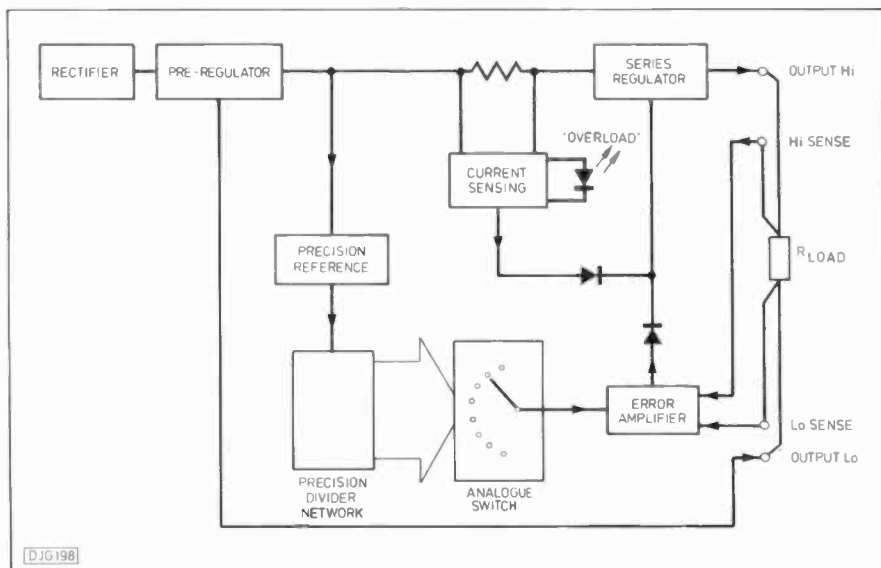 RECTIFIER
PRE-REGULATOR
SERIES
REGULATOR
OUTPUT Hi
Hi SENSE
'OVERLOAD'
CURRENT
SENSING
RLOAD
PRECISION
REFERENCE
ERROR
AMPLIFIER
Lo SENSE
OUTPUT Lo
PRECISION
DIVIDER
NETWORK
ANALOGUE
SWITCH
DJG198